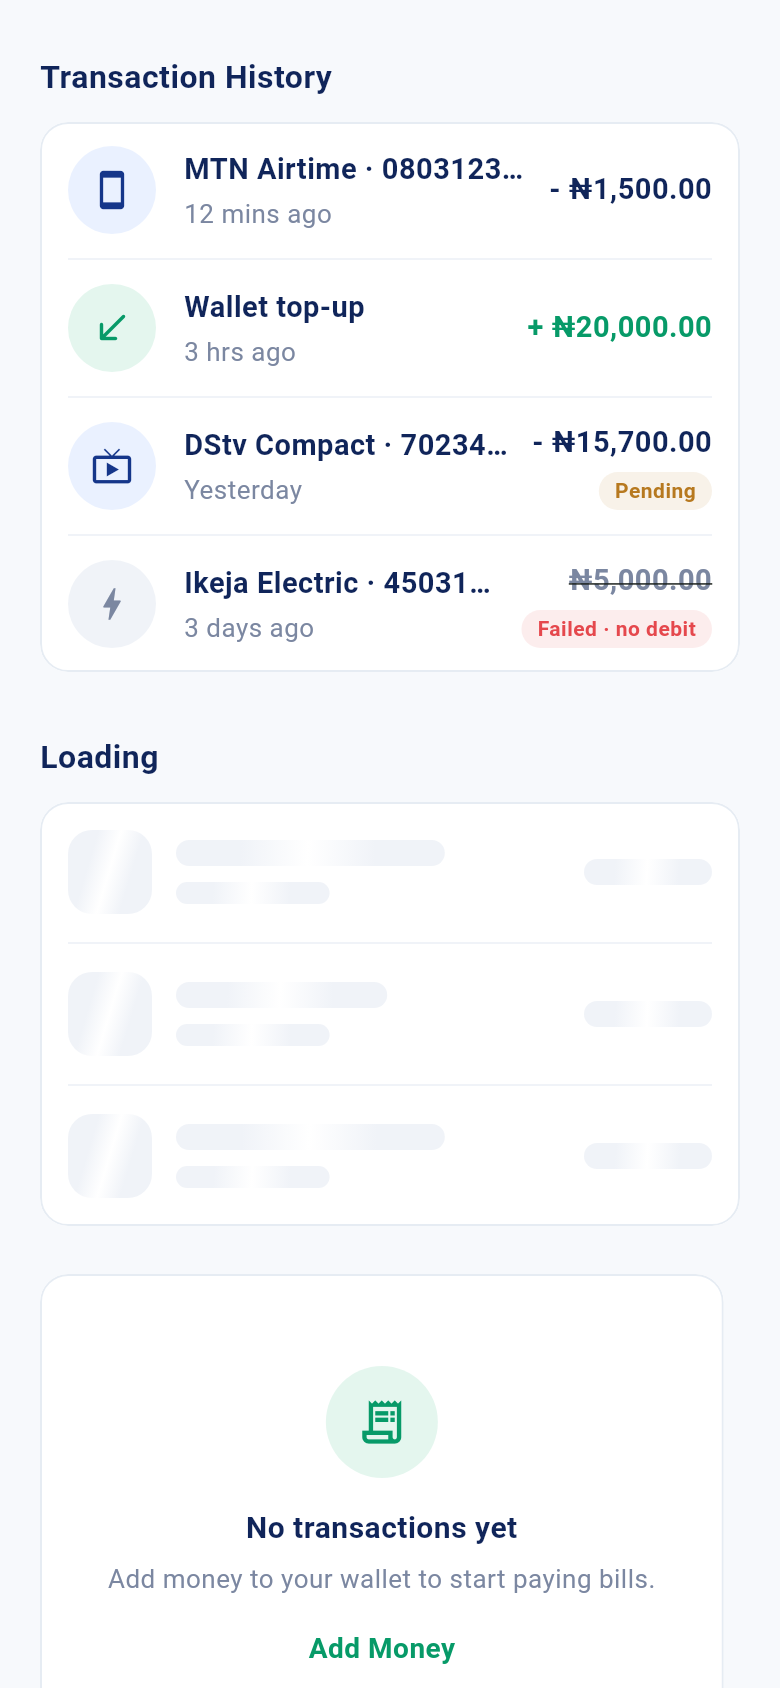 Transaction History
MTN Airtime · 0803123…
- ₦1,500.00
12 mins ago
Wallet top-up
+ ₦20,000.00
3 hrs ago
DStv Compact · 70234…
- ₦15,700.00
Yesterday
Pending
Ikeja Electric · 45031…
₦5,000.00
3 days ago
Failed · no debit
Loading
No transactions yet
Add money to your wallet to start paying bills.
Add Money